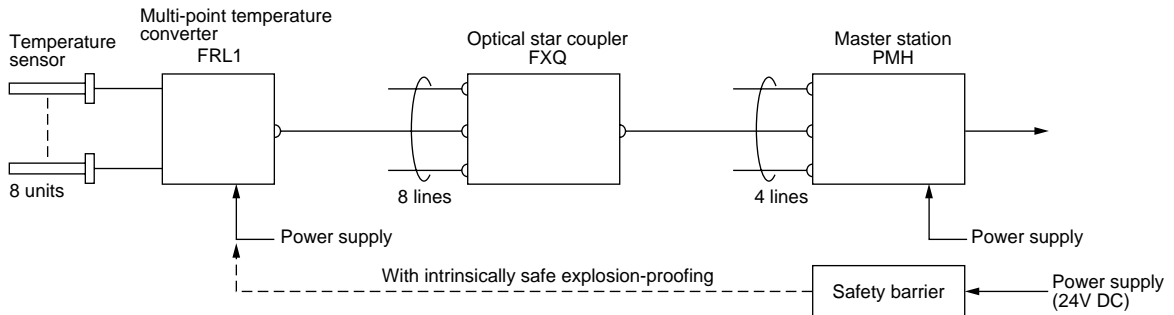 Multi-point temperature
converter
FRL1
Temperature
sensor
Optical star coupler
FXQ
Master station
PMH
8 units
8 lines
4 lines
Power supply
Power supply
With intrinsically safe explosion-proofing
Safety barrier
Power supply
(24V DC)